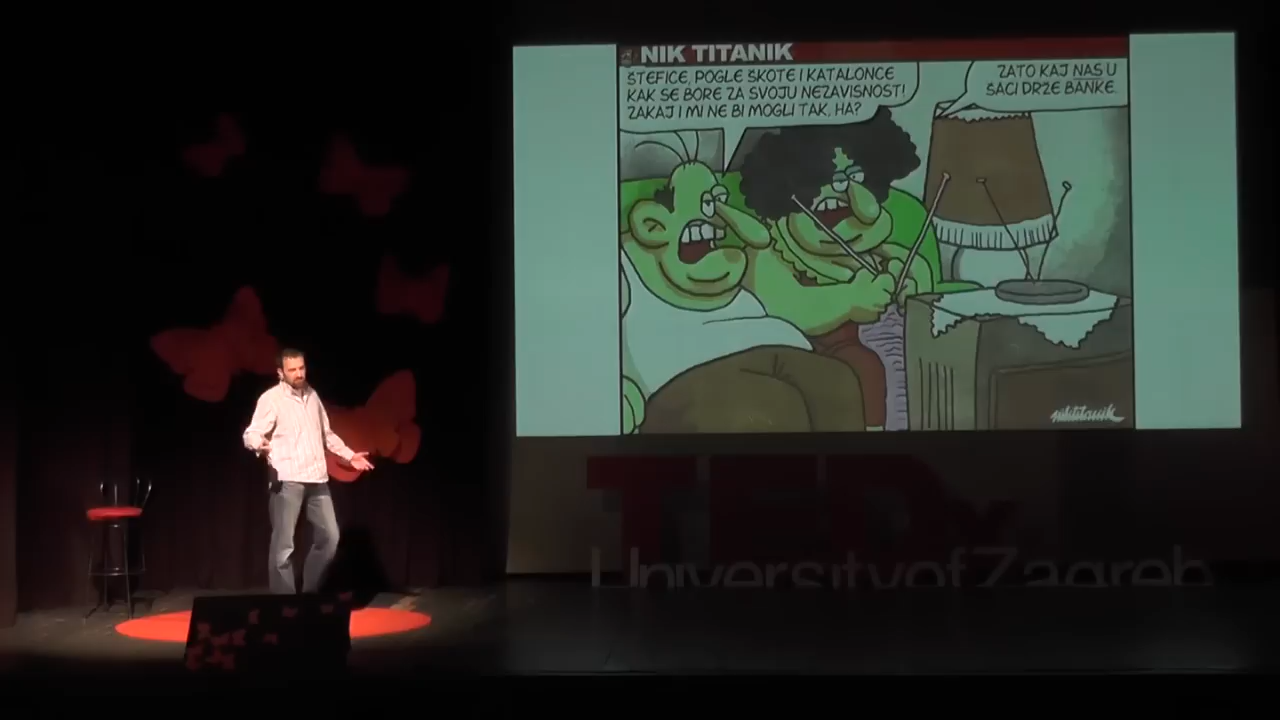 NIK TITANIK
ŠTEFICE, POGLE ŠKOTE I KATALONCE
KAK SE BORE ZA SVOJU NEZAVISNOST!
ZAKAJ I MI NE BI MOGLI TAK, HA?
ZATO KAJ NAS U
ŠACI DRŽE BANKE.
niktitanik
TEDx
UniversityofZagreb